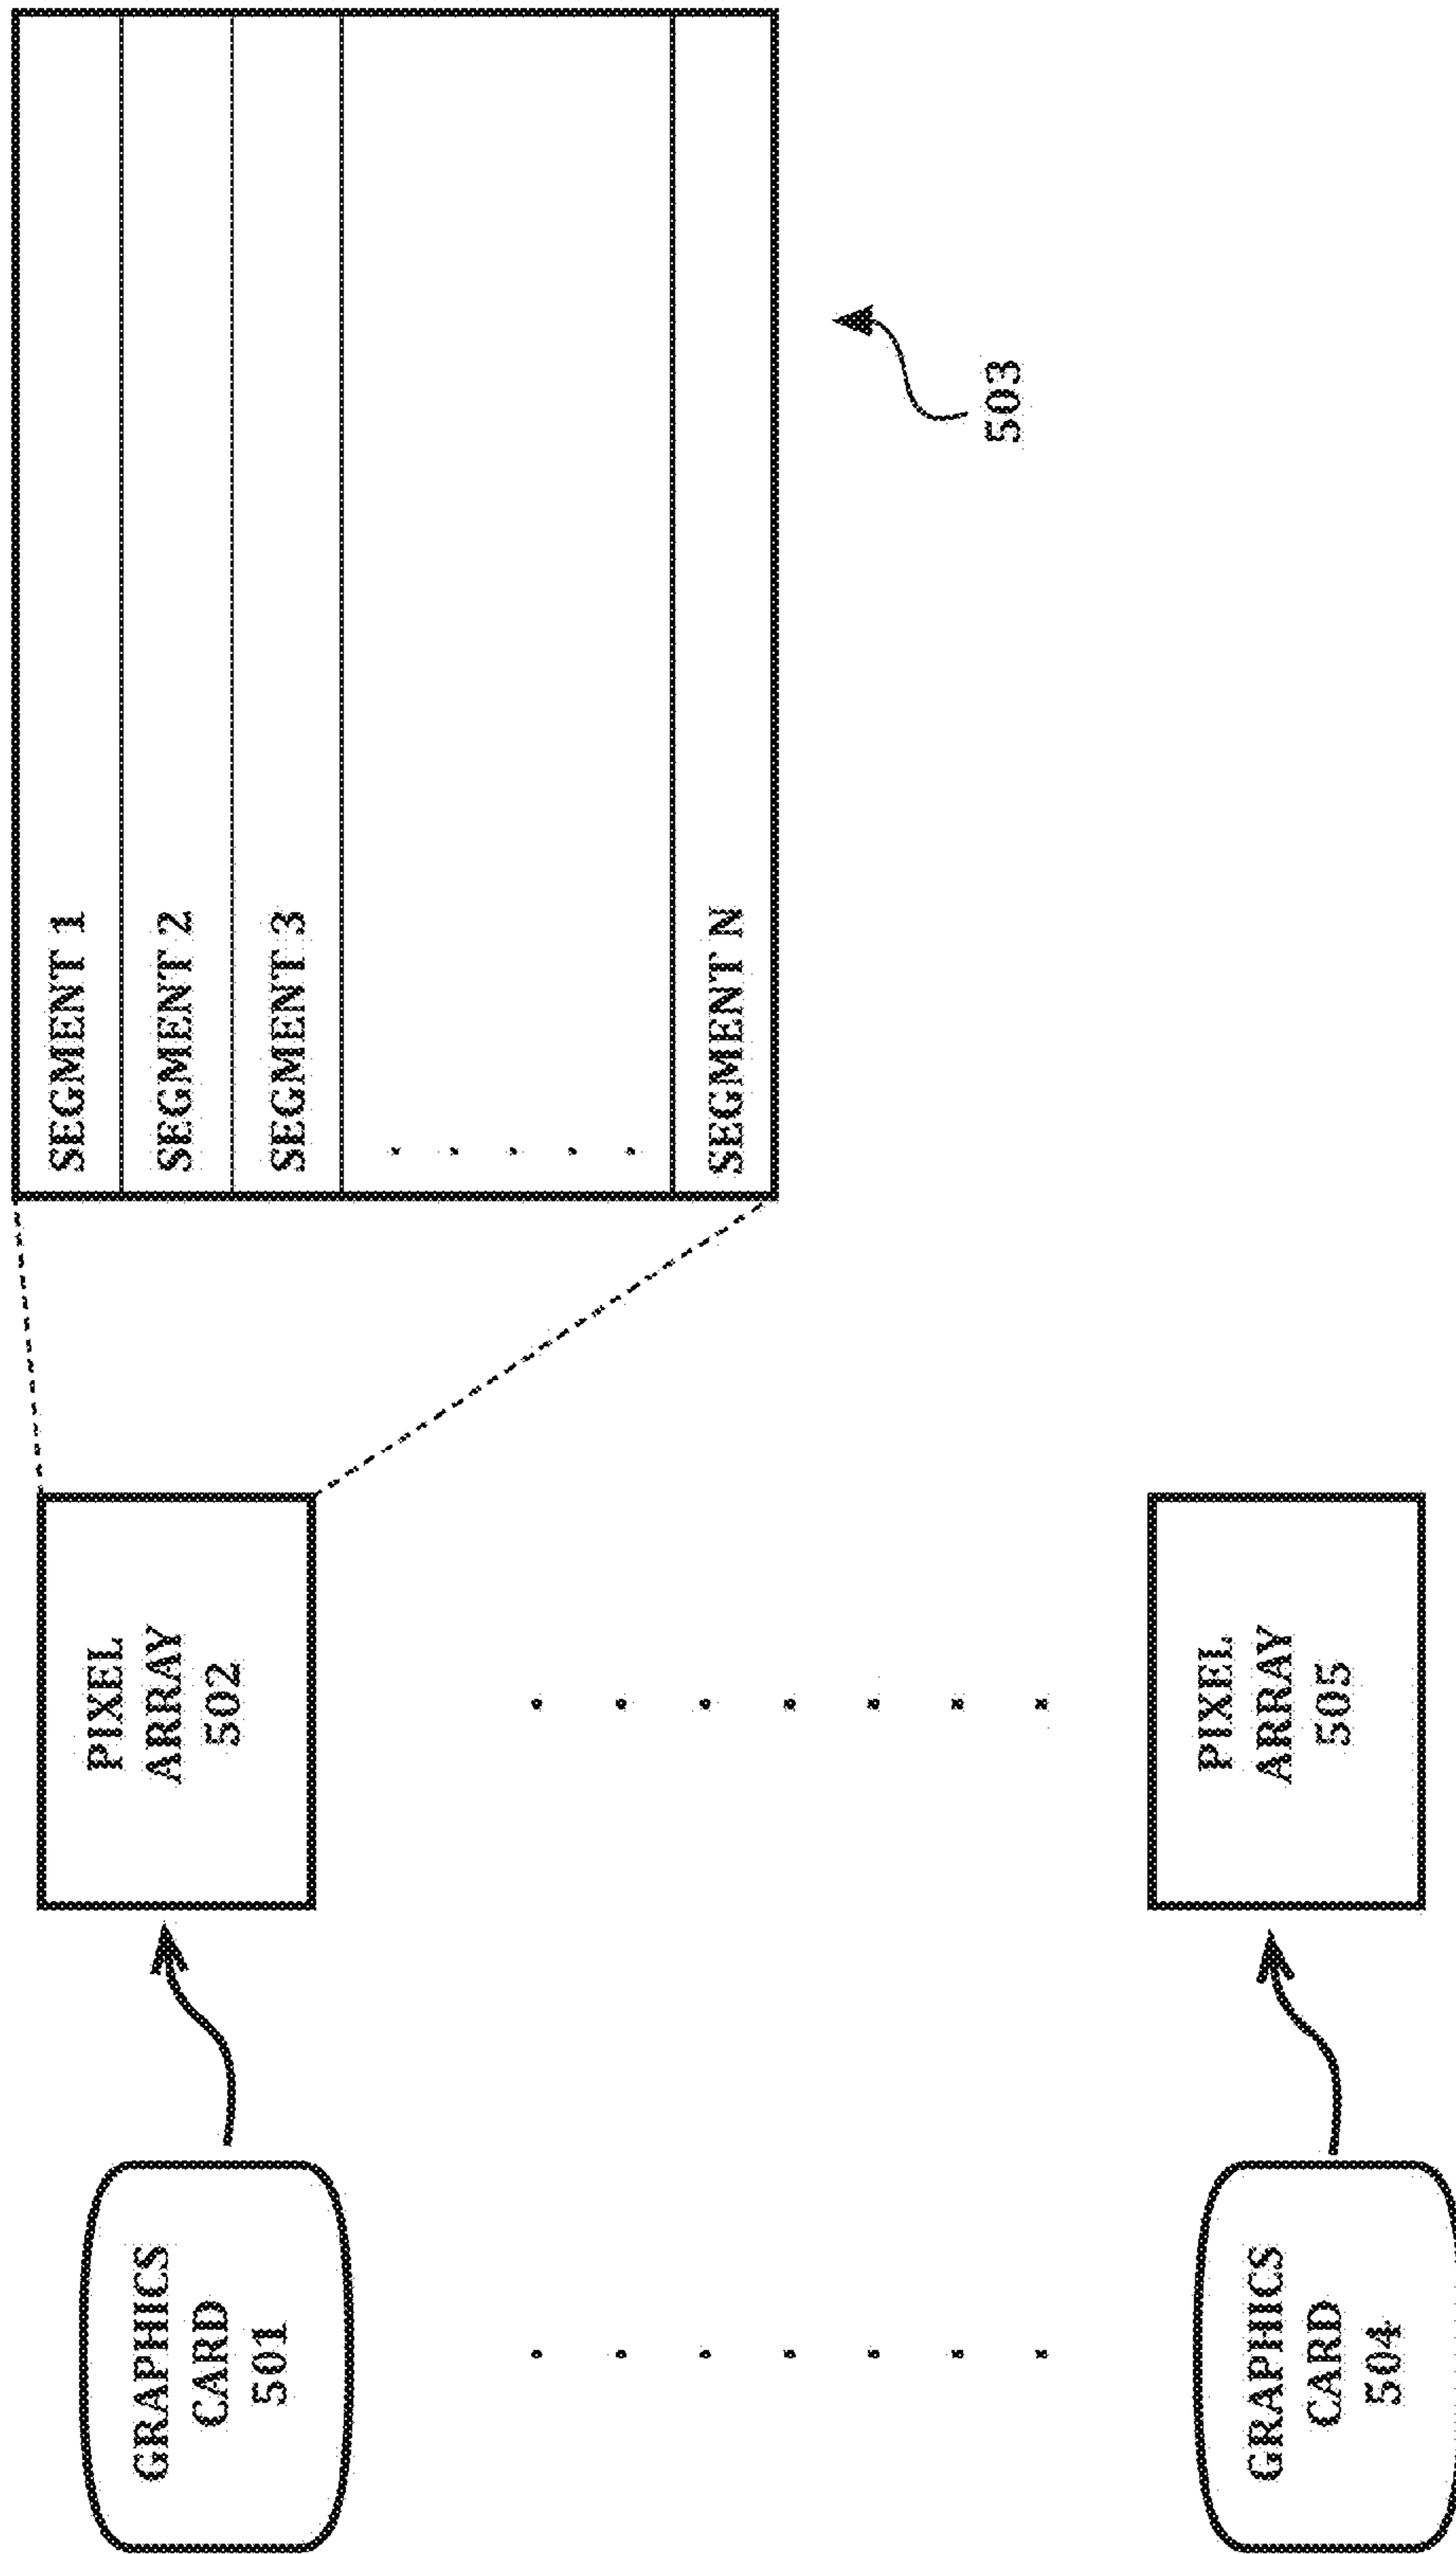 GRAPHICS
CARD
501
PIXEL
ARRAY
502
SEGMENT 1
SEGMENT 2
SEGMENT 3
SEGMENT N
503
GRAPHICS
CARD
504
PIXEL
ARRAY
505